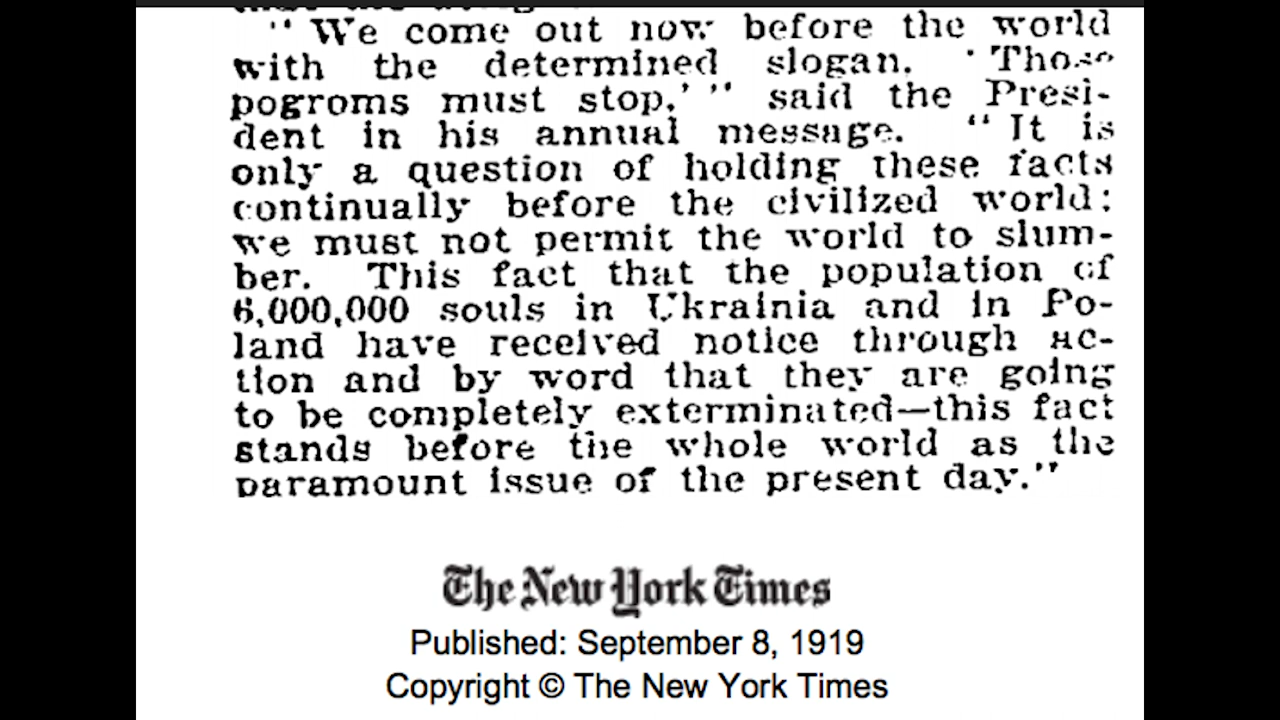 "We come out now before the world
with the determined slogan. 'Those
pogroms must stop.'" said the Presi-
dent in his annual message. "It is
only a question of holding these facts
continually before the civilized world;
we must not permit the world to slum-
ber. This fact that the population of
6,000,000 souls in Ukrainia and in Po-
land have received notice through ac-
tion and by word that they are going
to be completely exterminated—this fact
stands before the whole world as the
paramount issue of the present day."
The New York Times
Published: September 8, 1919
Copyright © The New York Times